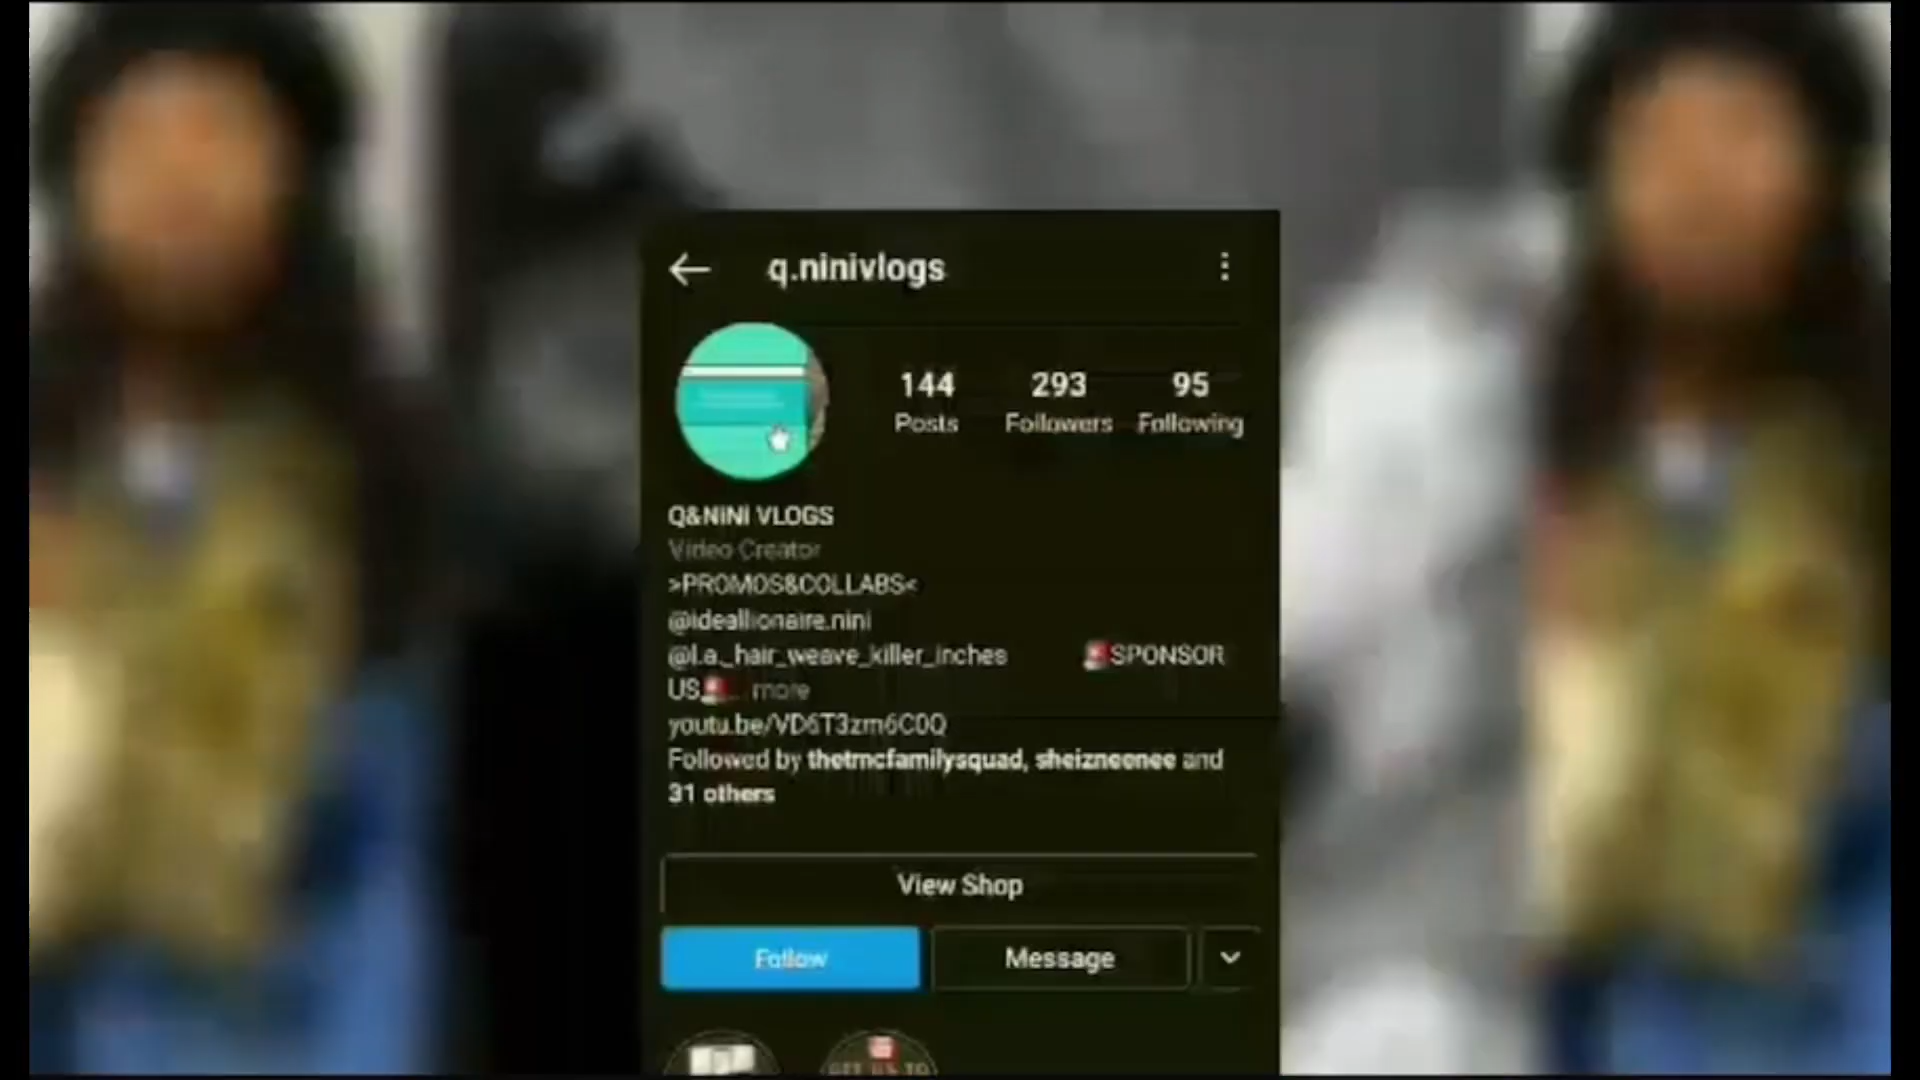 q.ninivlogs
144 293 95
Posts Followers Following
Q&NiNi VLOGS
Video Creator
>PROMOS&COLLABS<
@ideallionaire.nini
@l.a._hair_weave_killer_inches 🚨SPONSOR
US🚨... more
youtu.be/VD6T3zm6C0Q
Followed by thetmcfamilysquad, sheizneenee and
31 others
View Shop
Follow Message